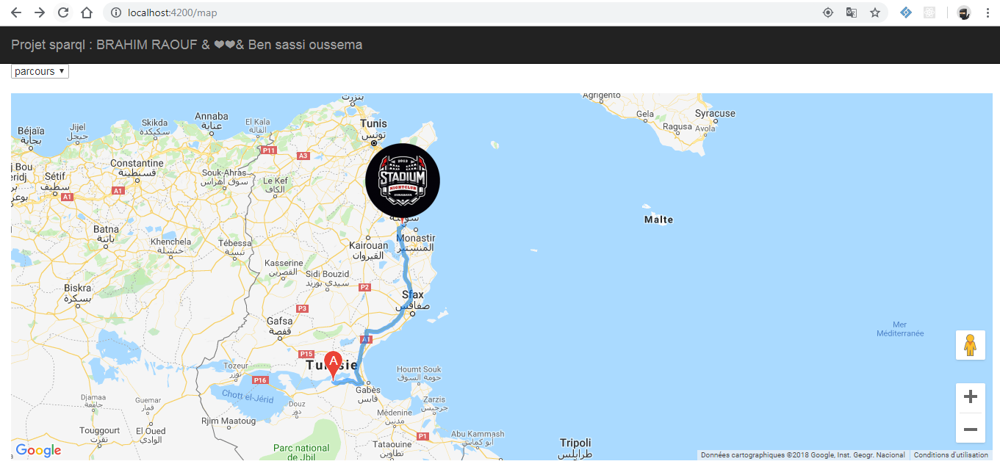 localhost:4200/map
Projet sparql : BRAHIM RAOUF & ❤❤& Ben sassi oussema
parcours
بنزرت
Agrigento
Annaba
عنابة
El Kala
القالة
Skikda
سكيكدة
Jijel
جيجل
Béjaïa
بجاية
Tunis
تونس
Gela
Syracuse
Ragusa
Avola
P11
A3
Constantine
قسنطينة
j Bou
eridj
Sétif
سطيف
Souk-Ahras
سوق أهراس
Le Kef
الكاف
A1
A1
2013
STADIUM
NIGHTCLUB
SURABAYA
Malte
Batna
باتنة
Khenchela
خنشلة
Tébessa
تبسة
Kairouan
القيروان
Monastir
المنستير
Kasserine
القصرين
Sidi Bouzid
سيدي بوزيد
P2
Biskra
بسكرة
Sfax
صفاقس
P3
Gafsa
قفصة
A1
Mer
Méditerranée
P15
A
Tozeur
توزر
P16
Houmt Souk
حومة السوق
Chott el-Jérid
Gabès
قابس
Djamaa
جامعة
Guemar
قمار
Douz
دوز
Zarzis
جرجيس
Médenine
مدنين
Rjim Maatoug
Touggourt
تقرت
El Oued
الوادي
P1
Abu Kammash
أبو كماش
Tataouine
تطاوين
Tripoli
طرابلس
Parc national
de Jbil
Google
Données cartographiques ©2018 Google, Inst. Geogr. Nacional
Conditions d'utilisation